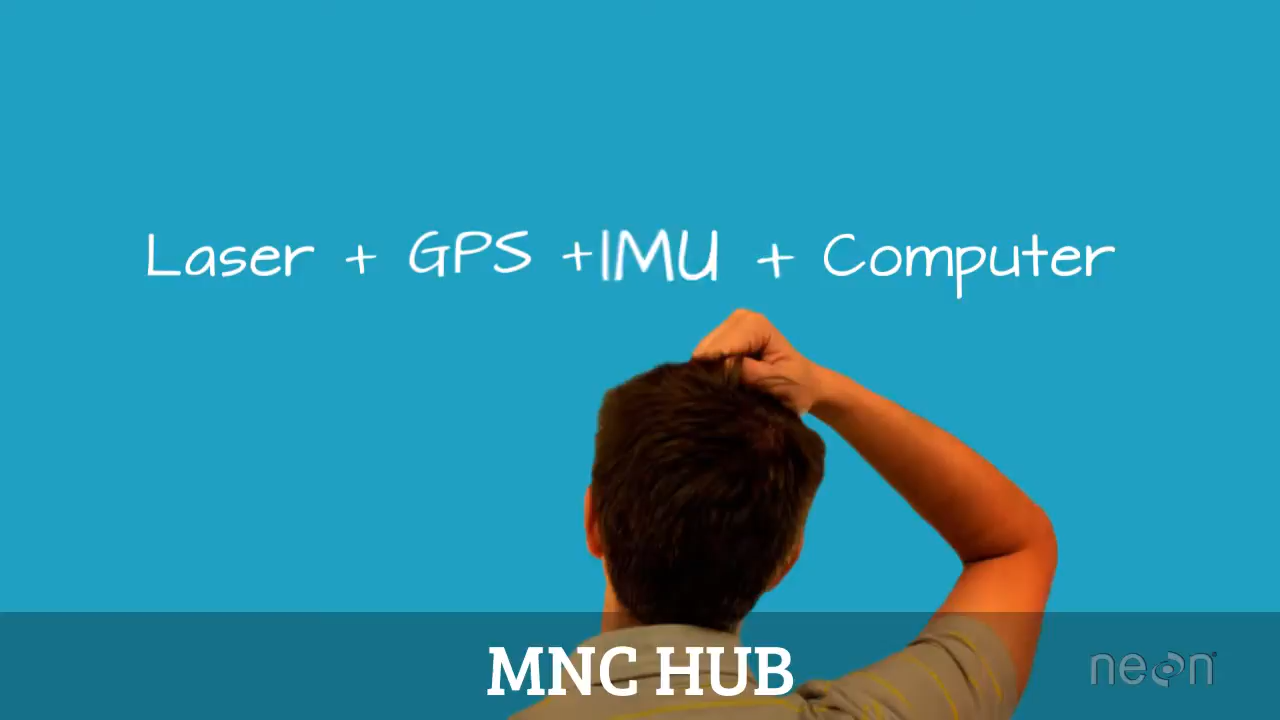 Laser + GPS +IMU + Computer
MNC HUB
neon